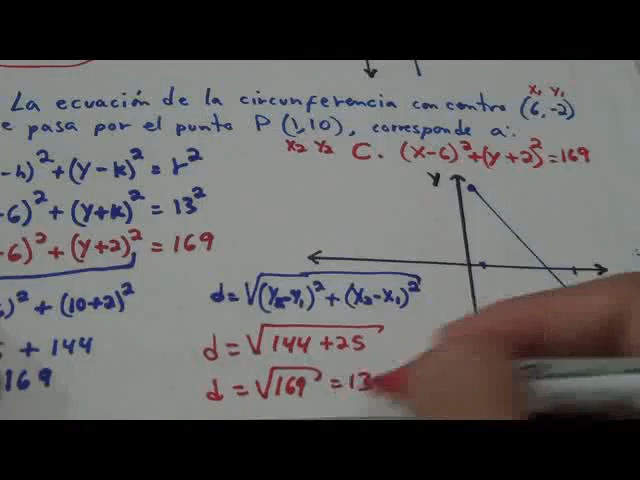 x₁ y₁
La ecuación de la circunferencia con centro (6,-2)
e pasa por el punto P (1,10), corresponde a:
x₂ y₂ C. (x-6)²+(y+2)²=169
-h)²+(y-k)²=r²
-6)²+(y+k)²=13²
-6)²+(y+2)²=169
)²+(10+2)²
+144
169
d=√(y₂-y₁)²+(x₂-x₁)²
d=√144+25
d=√169=13
y